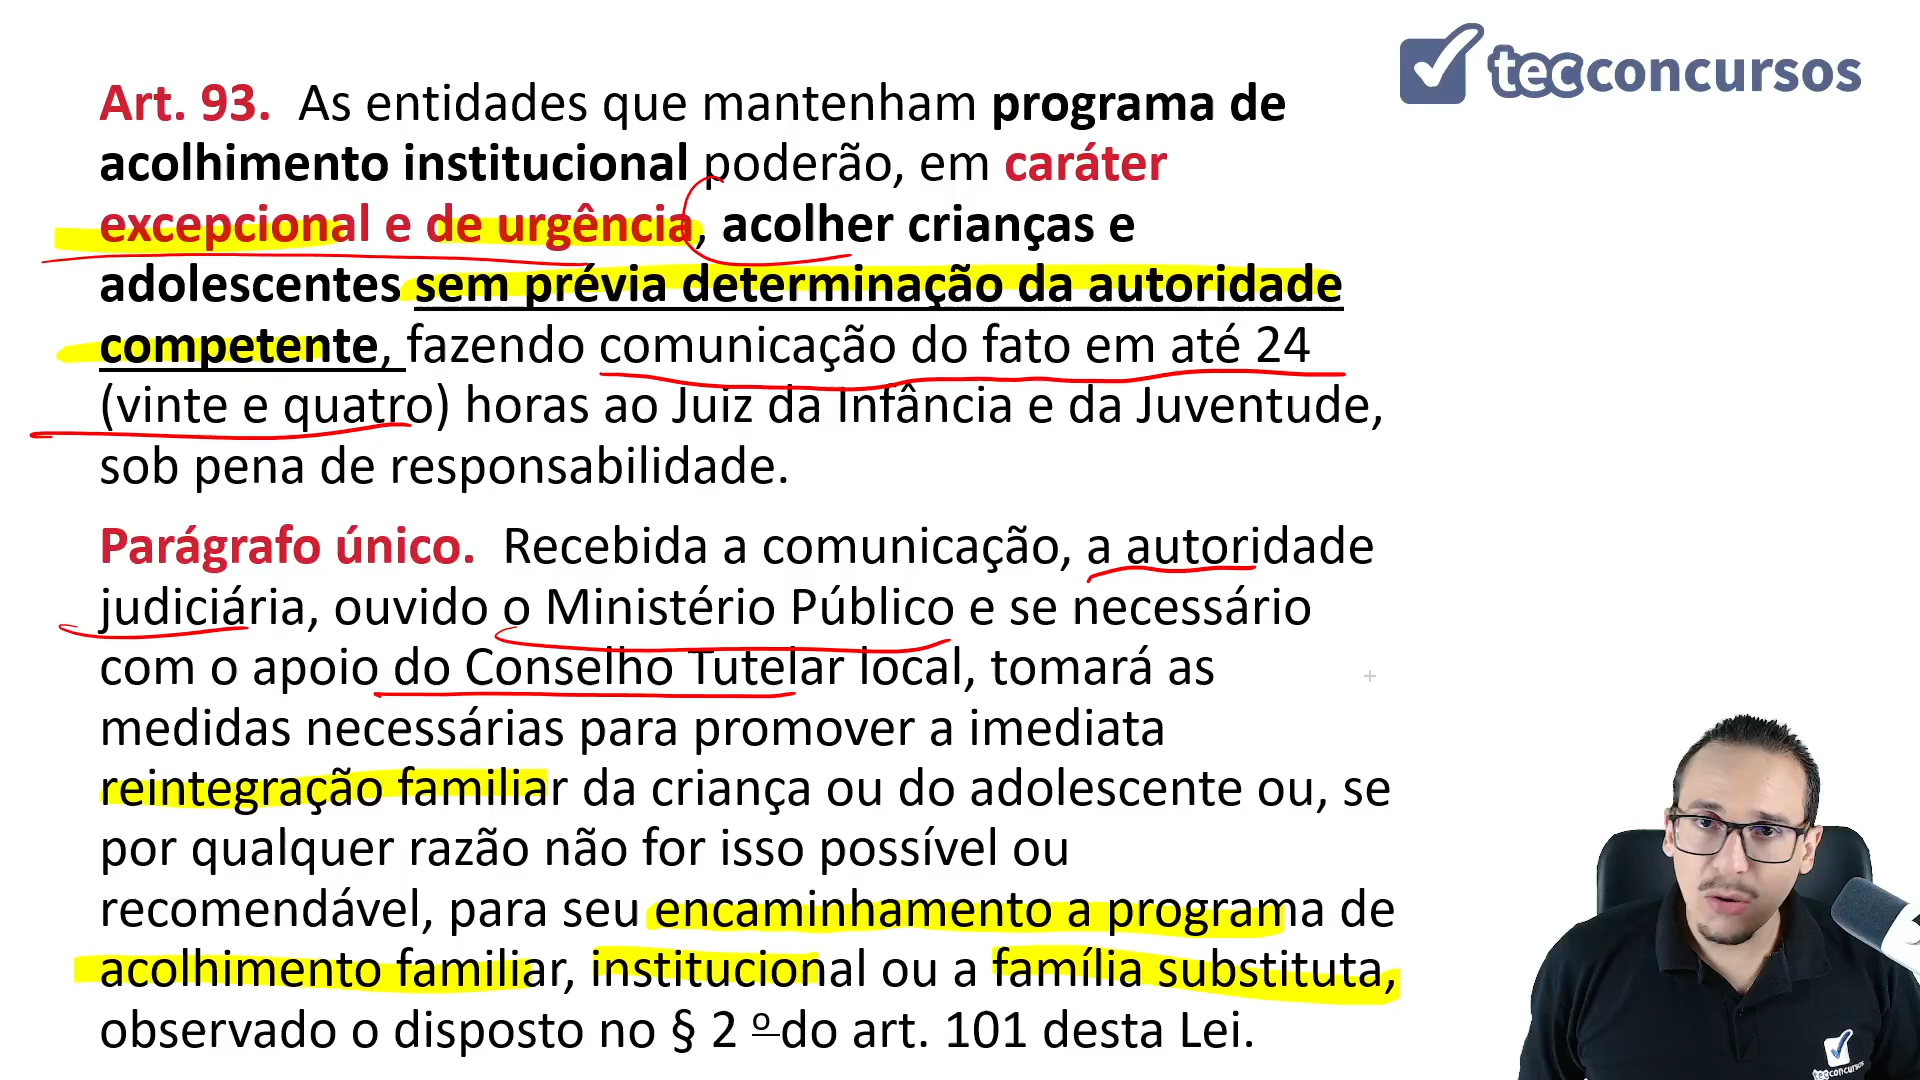 tecconcursos
Art. 93.  As entidades que mantenham programa de
acolhimento institucional poderão, em caráter
excepcional e de urgência, acolher crianças e
adolescentes sem prévia determinação da autoridade
competente, fazendo comunicação do fato em até 24
(vinte e quatro) horas ao Juiz da Infância e da Juventude,
sob pena de responsabilidade.
Parágrafo único.  Recebida a comunicação, a autoridade
judiciária, ouvido o Ministério Público e se necessário
com o apoio do Conselho Tutelar local, tomará as
medidas necessárias para promover a imediata
reintegração familiar da criança ou do adolescente ou, se
por qualquer razão não for isso possível ou
recomendável, para seu encaminhamento a programa de
acolhimento familiar, institucional ou a família substituta,
observado o disposto no § 2 º do art. 101 desta Lei.
tecconcursos